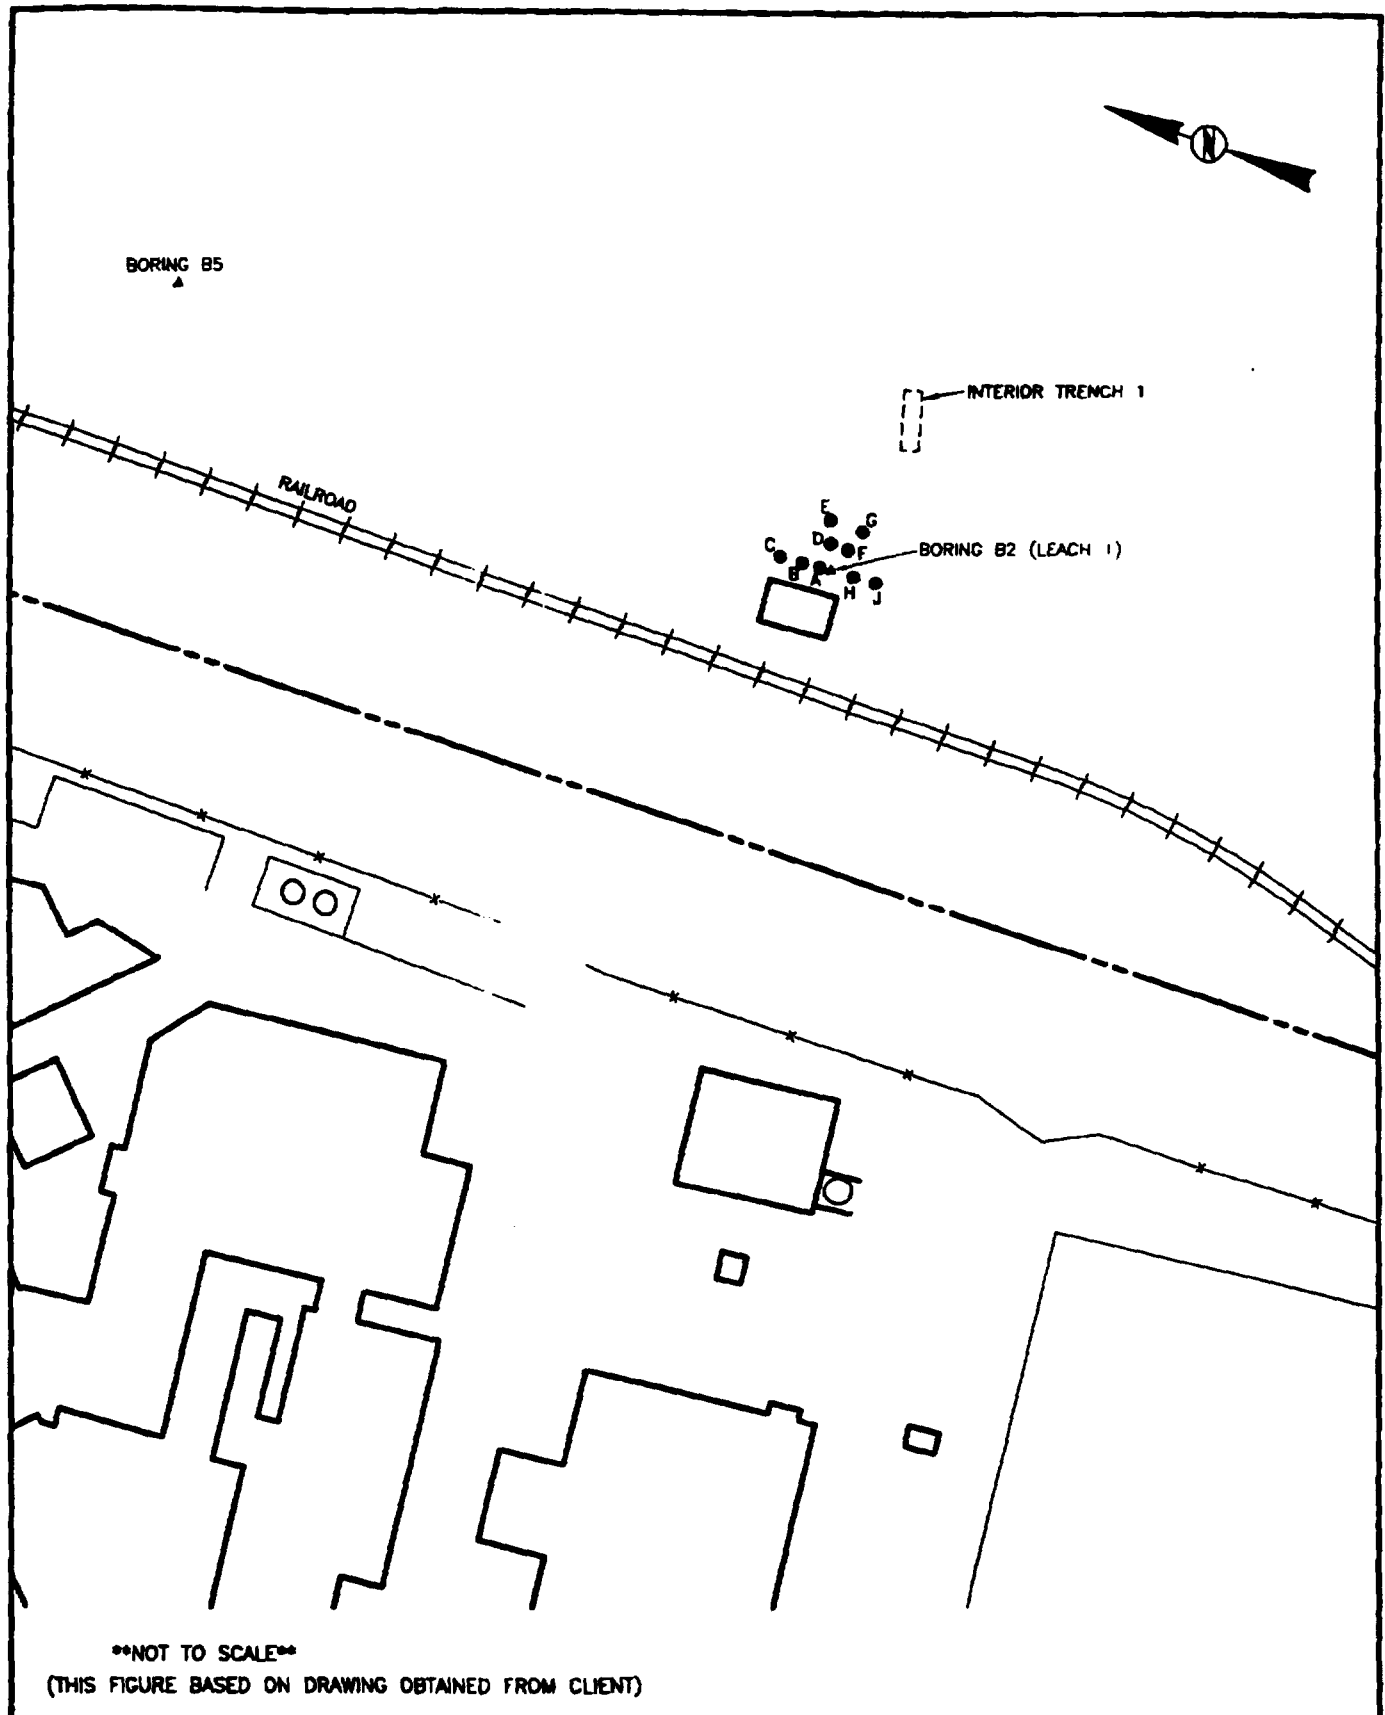 N
BORING B5
INTERIOR TRENCH 1
RAILROAD
E
G
D
F
C
BORING B2 (LEACH 1)
B
A
H
J
**NOT TO SCALE**
(THIS FIGURE BASED ON DRAWING OBTAINED FROM CLIENT)